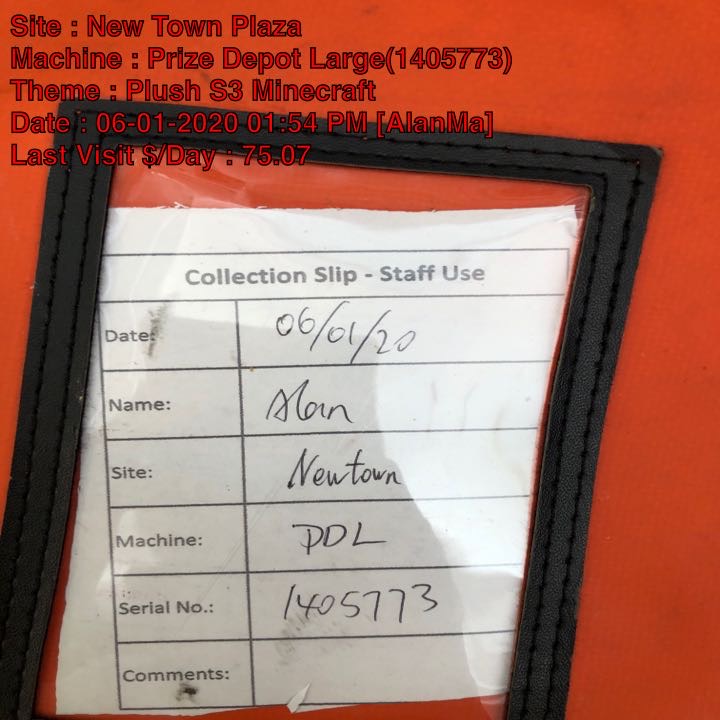 Site : New Town Plaza
Machine : Prize Depot Large(1405773)
Theme : Plush S3 Minecraft
Date : 06-01-2020 01:54 PM [AlanMa]
Last Visit $/Day : 75.07
Collection Slip - Staff Use
Date: 06/01/20
Name: Alan
Site: Newtown
Machine: PDL
Serial No.: 1405773
Comments: